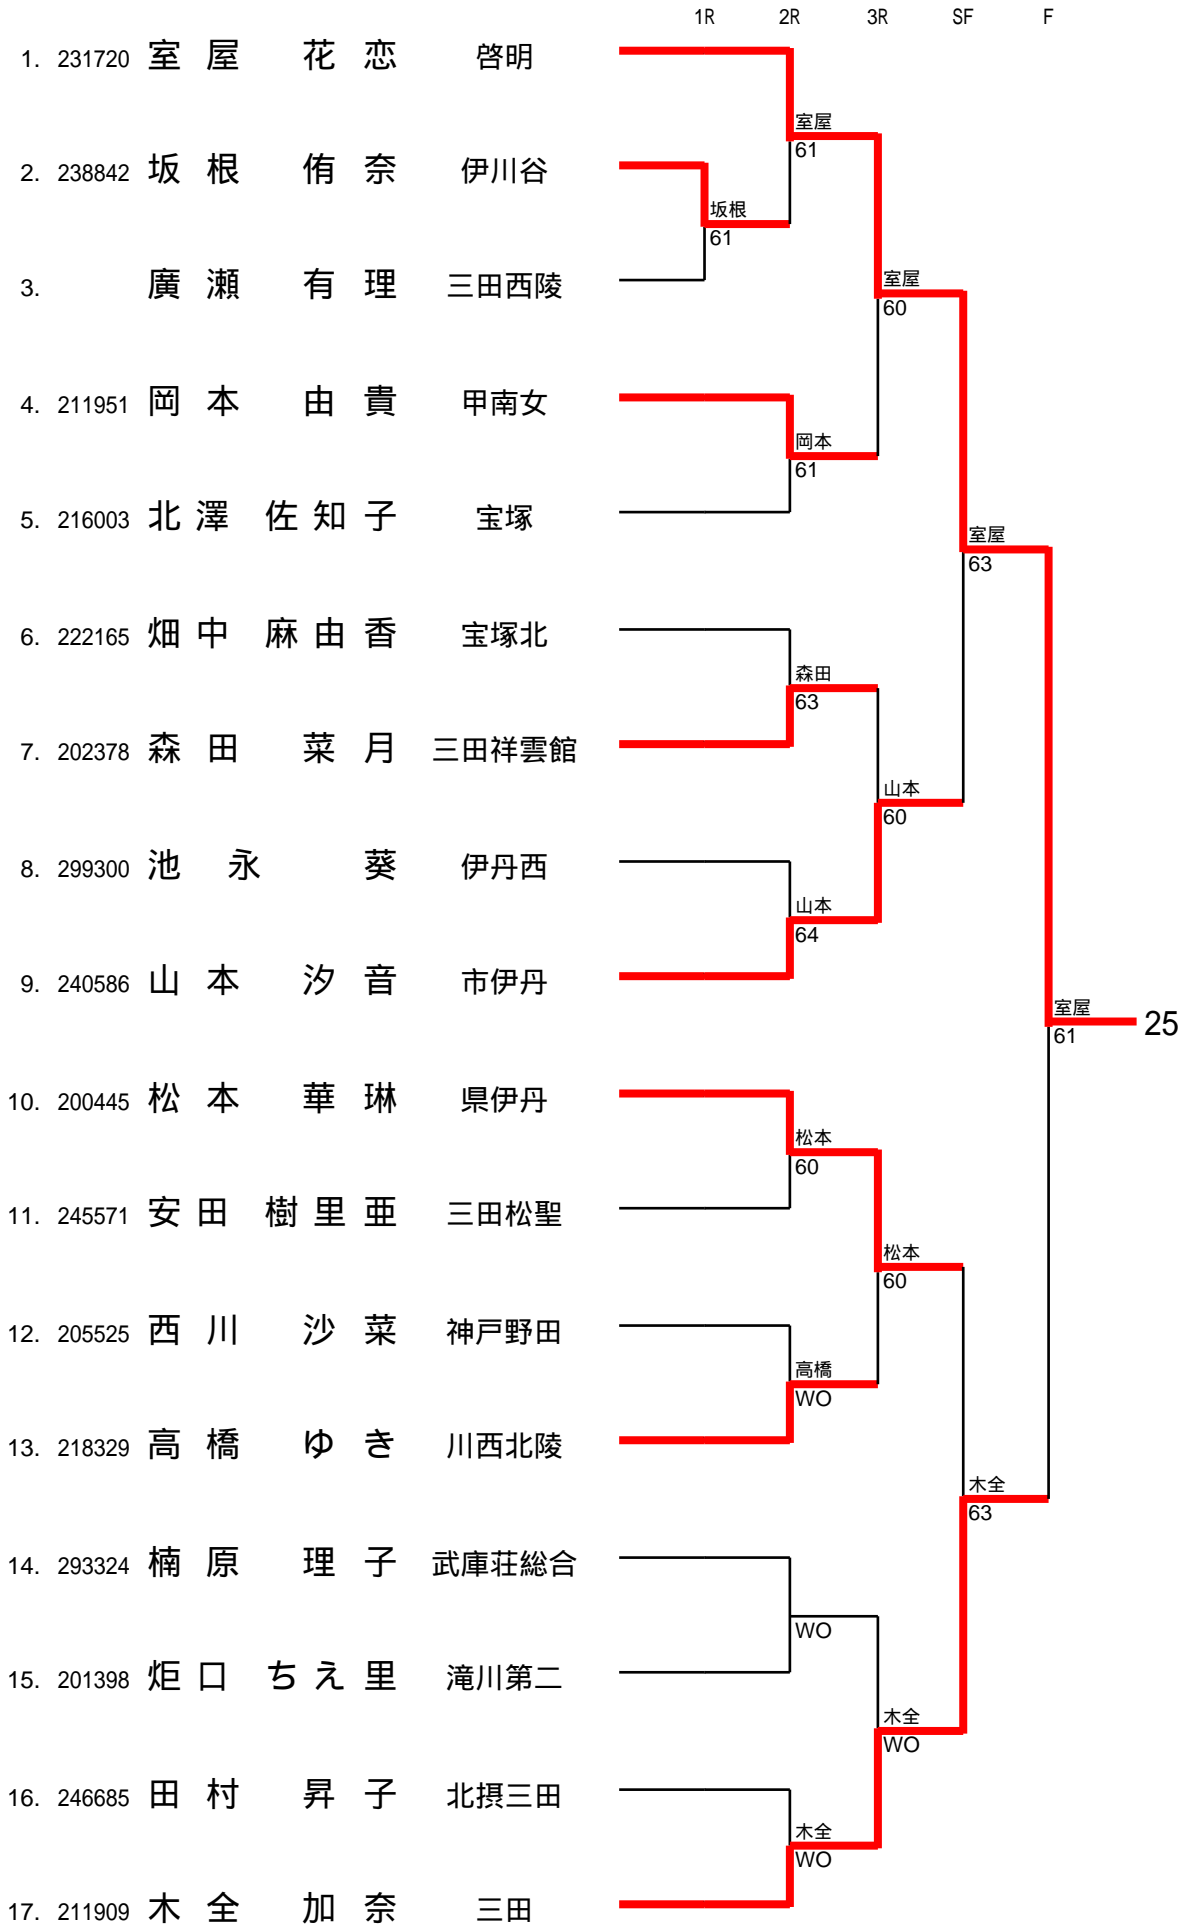 1R 2R 3R SF F
1. 231720 室屋 花恋 啓明
室屋
61
2. 238842 坂根 侑奈 伊川谷
坂根
61
3. 廣瀬 有理 三田西陵
室屋
60
4. 211951 岡本 由貴 甲南女
岡本
61
5. 216003 北澤 佐知子 宝塚
室屋
63
6. 222165 畑中 麻由香 宝塚北
森田
63
7. 202378 森田 菜月 三田祥雲館
山本
60
8. 299300 池永 葵 伊丹西
山本
64
9. 240586 山本 汐音 市伊丹
室屋
61
25
10. 200445 松本 華琳 県伊丹
松本
60
11. 245571 安田 樹里亜 三田松聖
松本
60
12. 205525 西川 沙菜 神戸野田
高橋
WO
13. 218329 高橋 ゆき 川西北陵
木全
63
14. 293324 楠原 理子 武庫荘総合
WO
15. 201398 炬口 ちえ里 滝川第二
木全
WO
16. 246685 田村 昇子 北摂三田
木全
WO
17. 211909 木全 加奈 三田